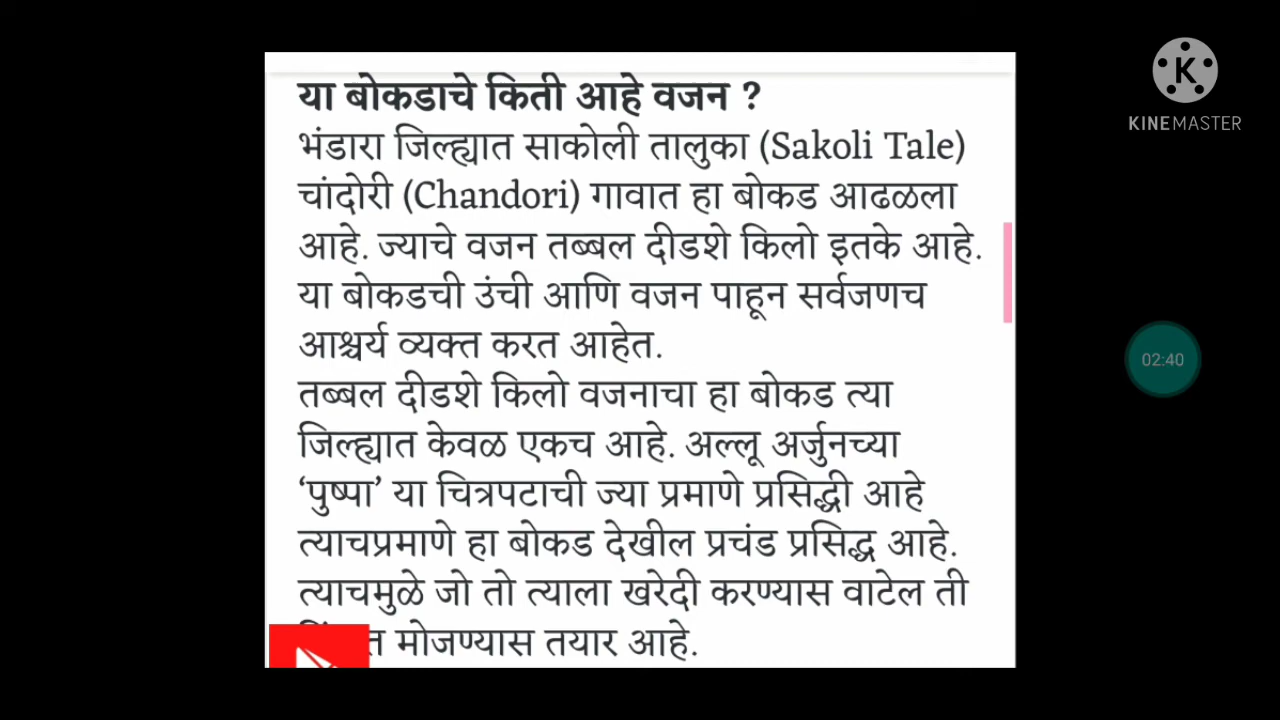 या बोकडाचे किती आहे वजन ?
भंडारा जिल्ह्यात साकोली तालुका (Sakoli Tale)
चांदोरी (Chandori) गावात हा बोकड आढळला
आहे. ज्याचे वजन तब्बल दीडशे किलो इतके आहे.
या बोकडची उंची आणि वजन पाहून सर्वजणच
आश्चर्य व्यक्त करत आहेत.
तब्बल दीडशे किलो वजनाचा हा बोकड त्या
जिल्ह्यात केवळ एकच आहे. अल्लू अर्जुनच्या
‘पुष्पा’ या चित्रपटाची ज्या प्रमाणे प्रसिद्धी आहे
त्याचप्रमाणे हा बोकड देखील प्रचंड प्रसिद्ध आहे.
त्याचमुळे जो तो त्याला खरेदी करण्यास वाटेल ती
मोजण्यास तयार आहे.
K
KINEMASTER
02:40